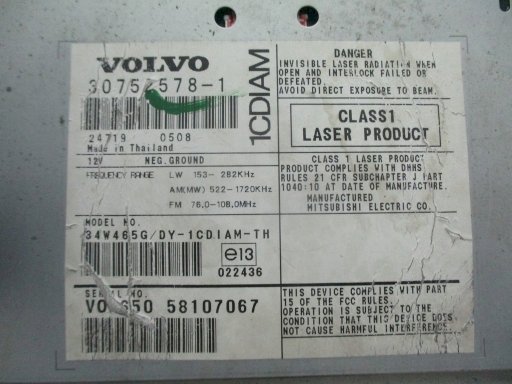 VOLVO
30752578-1
24719 0508
Made in Thailand
1CDIAM
12V NEG.GROUND
FREQUENCY RANGE LW 153- 282KHz
AM(MW) 522-1720KHz
FM 76.0-108.0MHz
MODEL NO.
34W465G/DY-1CDIAM-TH
e13
022436
SERIAL NO.
58107067
DANGER
INVISIBLE LASER RADIATION WHEN
OPEN AND INTERLOCK FAILED OR
DEFEATED
AVOID DIRECT EXPOSURE TO BEAM.
CLASS1
LASER PRODUCT
CLASS 1 LASER PRODUCT
PRODUCT COMPLIES WITH DHHS
RULES 21 CFR SUBCHAPTER J PART
1040:10 AT DATE OF MANUFACTURE.
MANUFACTURED
MITSUBISHI ELECTRIC CO.
THIS DEVICE COMPLIES WITH PART
15 OF THE FCC RULES.
OPERATION IS SUBJECT TO THE
CONDITION THAT THIS DEVICE DOES
NOT CAUSE HARMFUL INTERFERENCE.